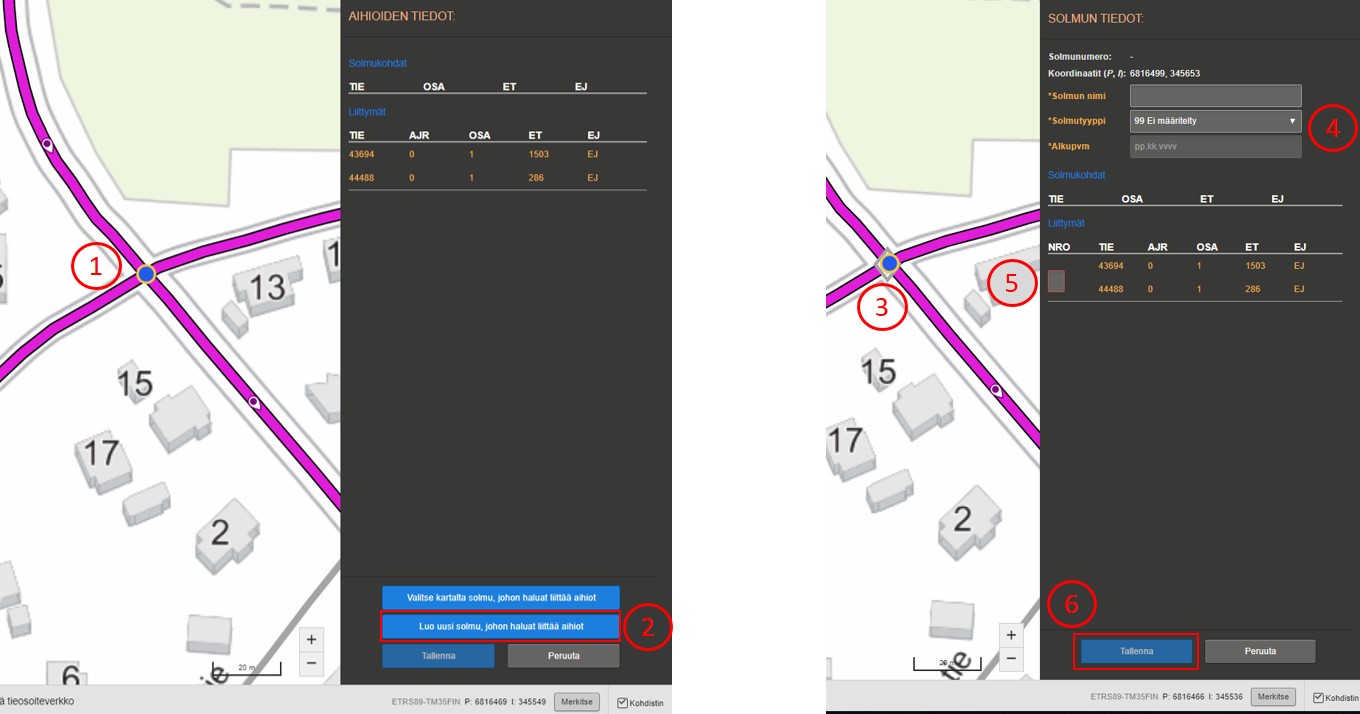 AIHIOIDEN TIEDOT:
Solmukohdat
TIE OSA ET EJ
Liittymät
TIE AJR OSA ET EJ
43694 0 1 1503 EJ
44488 0 1 286 EJ
1
13
1
15
17
2
6
ie
Valitse kartalta solmu, johon haluat liittää aihiot
Luo uusi solmu, johon haluat liittää aihiot
2
Tallenna Peruuta
+
−
20 m
ä tieosoiteverkko
ETRS89-TM35FIN P: 6816469 I: 345549 Merkitse Kohdistin
SOLMUN TIEDOT:
Solmunumero: -
Koordinaatit (P, I): 6816499, 345653
*Solmun nimi
*Solmutyyppi 99 Ei määritelty
4
*Alkupvm pp.kk.vvvv
Solmukohdat
TIE OSA ET EJ
Liittymät
NRO TIE AJR OSA ET EJ
43694 0 1 1503 EJ
44488 0 1 286 EJ
5
3
15
17
2
tie
6
Tallenna Peruuta
+
−
20 m
ETRS89-TM35FIN P: 6816466 I: 345536 Merkitse Kohdistin